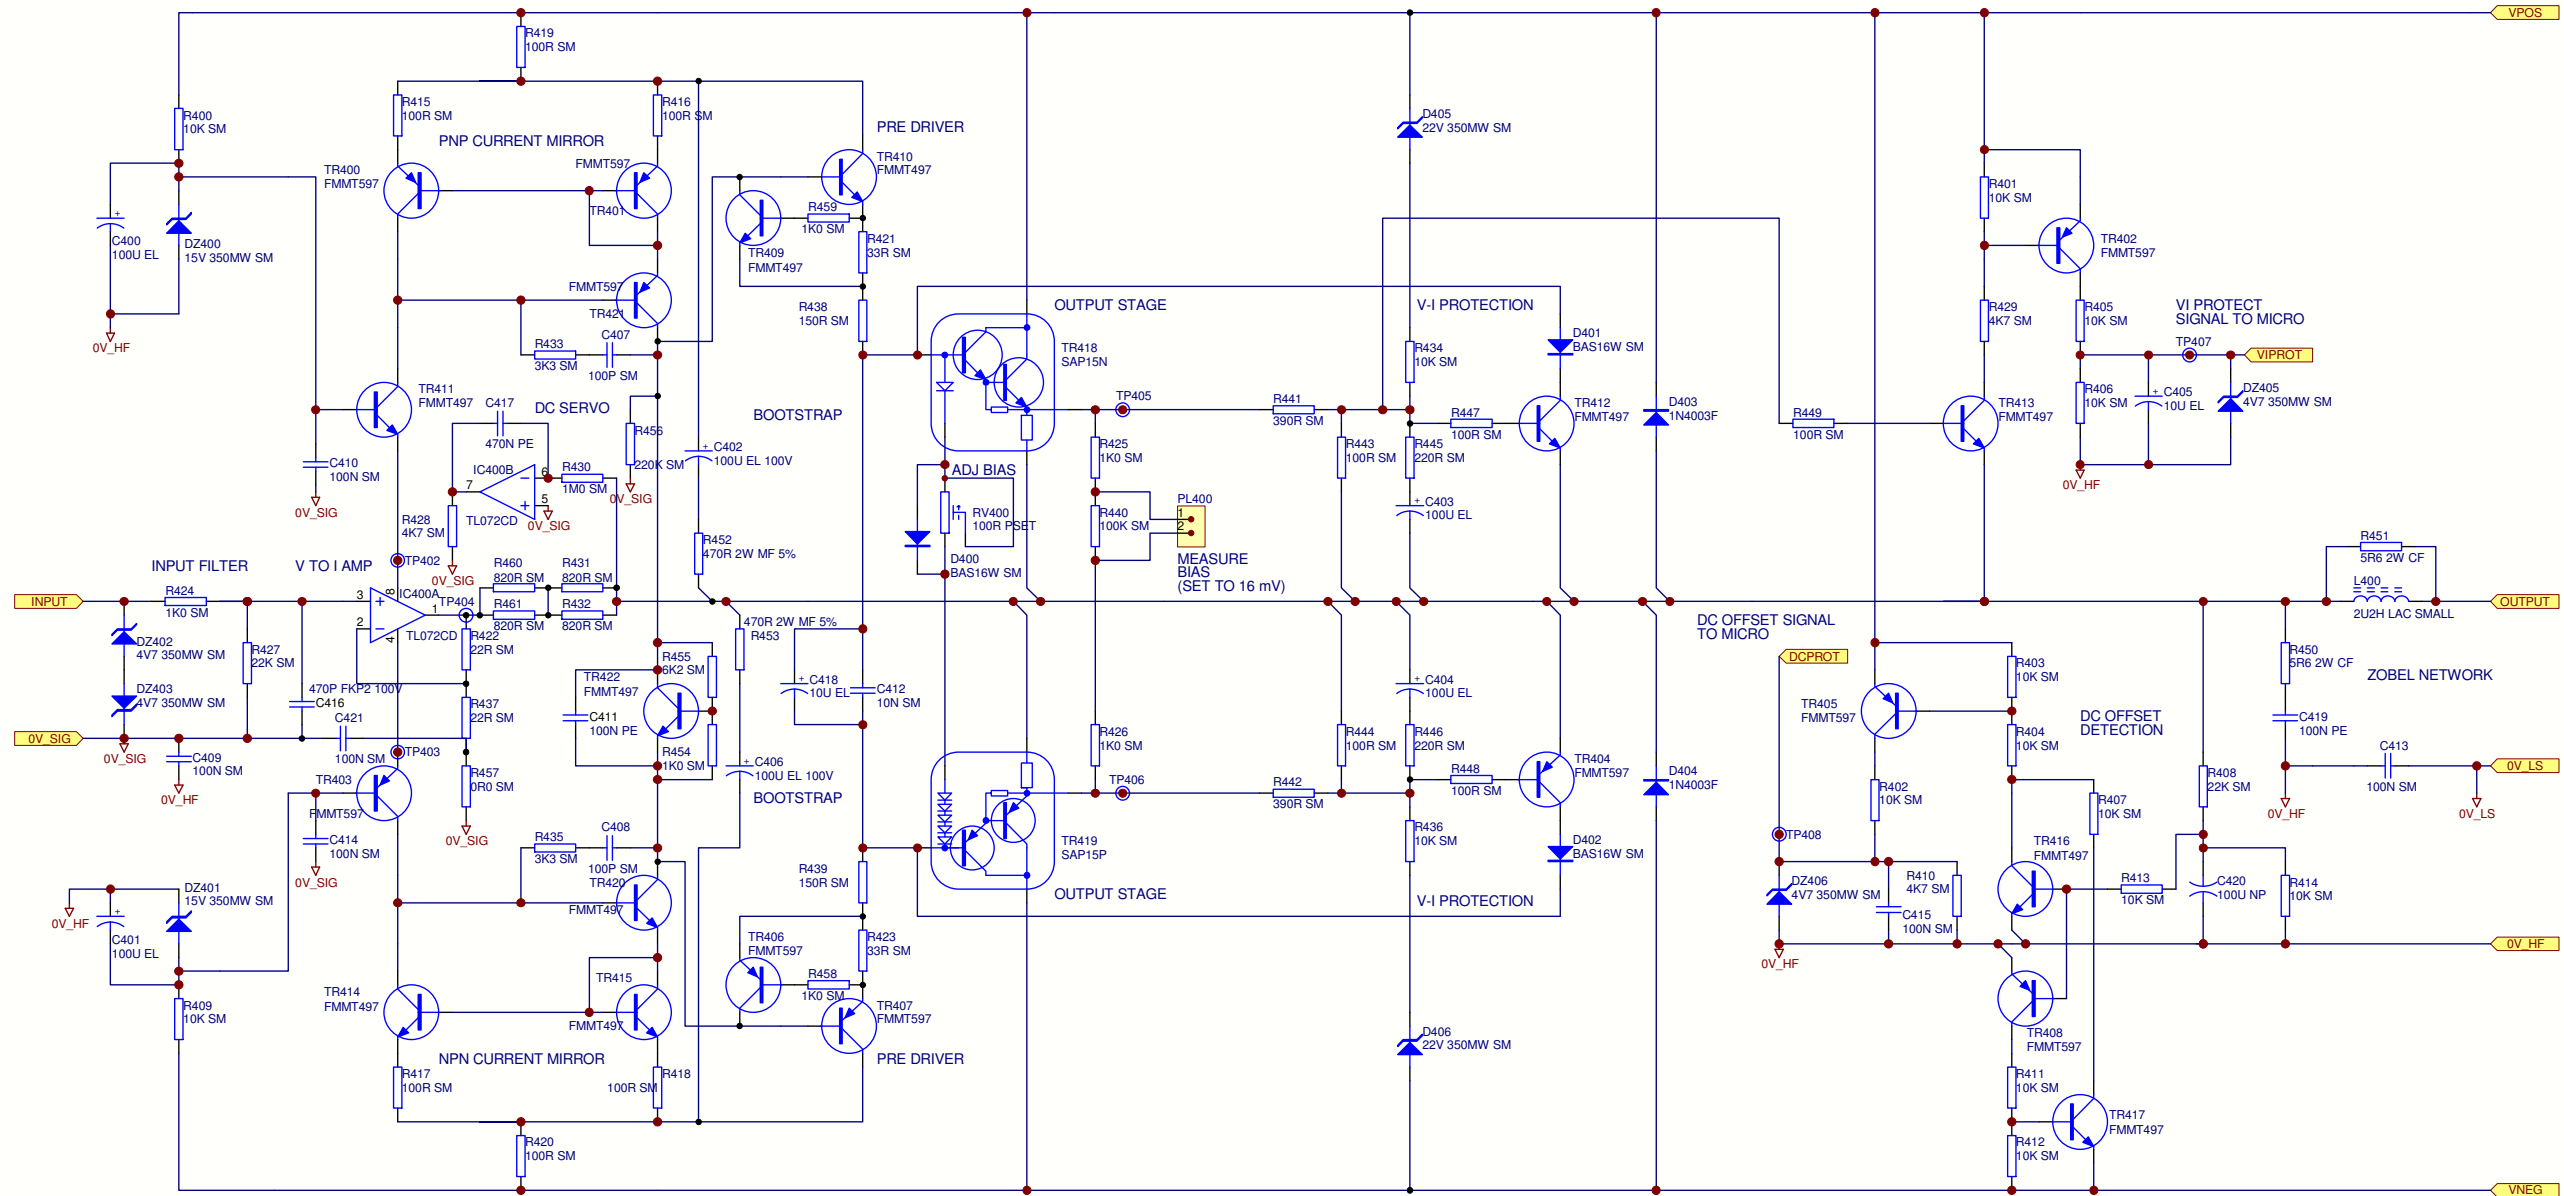 VPOS
R419
100R SM
R415
100R SM
R416
100R SM
R400
10K SM
PNP CURRENT MIRROR
PRE DRIVER
D405
22V 350MW SM
TR400
FMMT597
FMMT597
TR401
TR410
FMMT497
R401
10K SM
R459
1K0 SM
TR409
FMMT497
R421
33R SM
TR402
FMMT597
+
C400
100U EL
DZ400
15V 350MW SM
0V_HF
FMMT597
TR421
R438
150R SM
OUTPUT STAGE
V-I PROTECTION
R429
4K7 SM
R405
10K SM
VI PROTECT
SIGNAL TO MICRO
TP407
VIPROT
R433
3K3 SM
C407
100P SM
TR418
SAP15N
R434
10K SM
D401
BAS16W SM
TR411
FMMT497
C417
470N PE
DC SERVO
BOOTSTRAP
TP405
R441
390R SM
R447
100R SM
TR412
FMMT497
D403
1N4003F
R449
100R SM
TR413
FMMT497
R406
10K SM
+
C405
10U EL
DZ405
4V7 350MW SM
R456
220K SM
0V_SIG
+
C402
100U EL 100V
R425
1K0 SM
R443
100R SM
R445
220R SM
C410
100N SM
0V_SIG
IC400B
TL072CD
7
6
5
−
+
R430
1M0 SM
0V_SIG
ADJ BIAS
RV400
100R PSET
D400
BAS16W SM
R440
100K SM
PL400
1
2
MEASURE
BIAS
(SET TO 16 mV)
+
C403
100U EL
0V_HF
R428
4K7 SM
0V_SIG
R452
470R 2W MF 5%
R451
5R6 2W CF
L400
2U2H LAC SMALL
INPUT FILTER
V TO I AMP
TP402
INPUT
R424
1K0 SM
3
2
8
4
1
+
−
IC400A
TL072CD
TP404
R460
820R SM
R431
820R SM
R461
820R SM
R432
820R SM
OUTPUT
DZ402
4V7 350MW SM
R427
22K SM
R422
22R SM
470R 2W MF 5%
R453
DC OFFSET SIGNAL
TO MICRO
DCPROT
R403
10K SM
R450
5R6 2W CF
ZOBEL NETWORK
DZ403
4V7 350MW SM
470P FKP2 100V
C416
R455
6K2 SM
TR422
FMMT497
+
C418
10U EL
C412
10N SM
+
C404
100U EL
TR405
FMMT597
R437
22R SM
C421
100N SM
C411
100N PE
DC OFFSET
DETECTION
C419
100N PE
0V_SIG
0V_SIG
C409
100N SM
0V_HF
TP403
R454
1K0 SM
+
C406
100U EL 100V
BOOTSTRAP
R426
1K0 SM
R444
100R SM
R446
220R SM
R404
10K SM
C413
100N SM
0V_LS
TR403
FMMT597
R457
0R0 SM
0V_SIG
TP406
R442
390R SM
R448
100R SM
TR404
FMMT597
D404
1N4003F
R402
10K SM
R407
10K SM
R408
22K SM
0V_HF
0V_LS
C414
100N SM
0V_SIG
R435
3K3 SM
C408
100P SM
TR419
SAP15P
R436
10K SM
D402
BAS16W SM
TP408
TR416
FMMT497
TR420
FMMT497
R439
150R SM
OUTPUT STAGE
V-I PROTECTION
DZ406
4V7 350MW SM
R410
4K7 SM
C415
100N SM
R413
10K SM
C420
100U NP
R414
10K SM
0V_HF
+
C401
100U EL
DZ401
15V 350MW SM
TR406
FMMT597
R423
33R SM
0V_HF
0V_HF
R409
10K SM
TR414
FMMT497
TR415
FMMT497
R458
1K0 SM
TR407
FMMT597
TR408
FMMT597
D406
22V 350MW SM
NPN CURRENT MIRROR
PRE DRIVER
R417
100R SM
R418
100R SM
R411
10K SM
TR417
FMMT497
R420
100R SM
R412
10K SM
VNEG